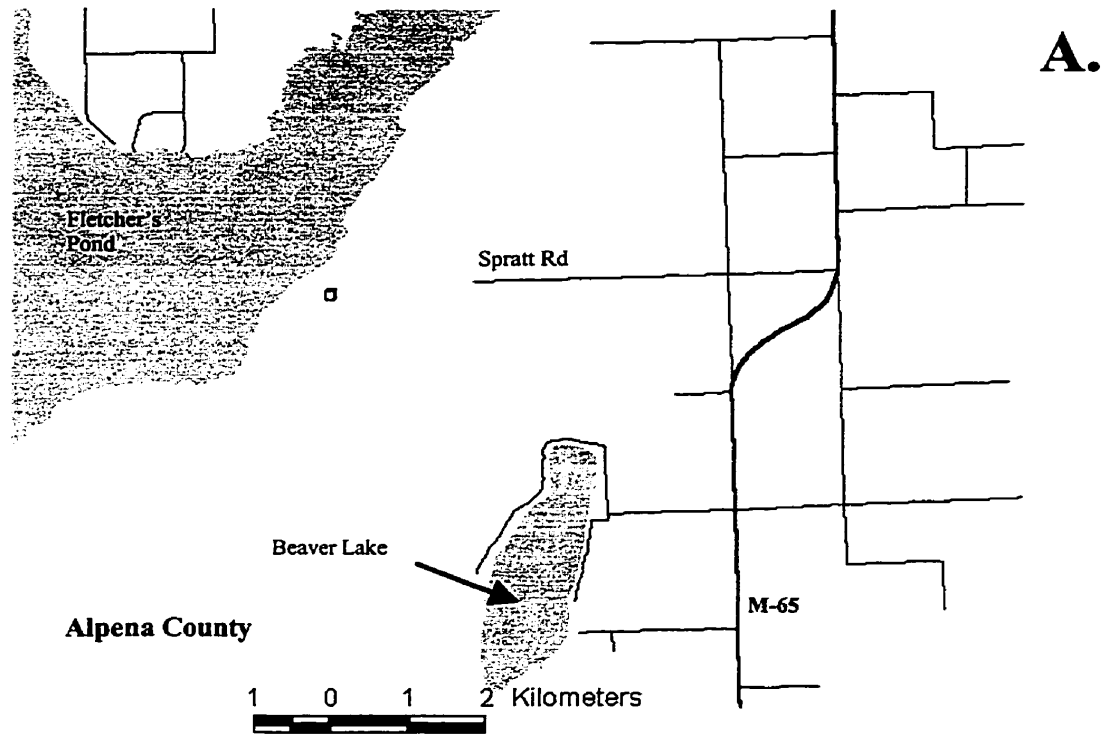 A.
Fletcher's
Pond
Spratt Rd
Beaver Lake
M-65
Alpena County
1 0 1 2 Kilometers